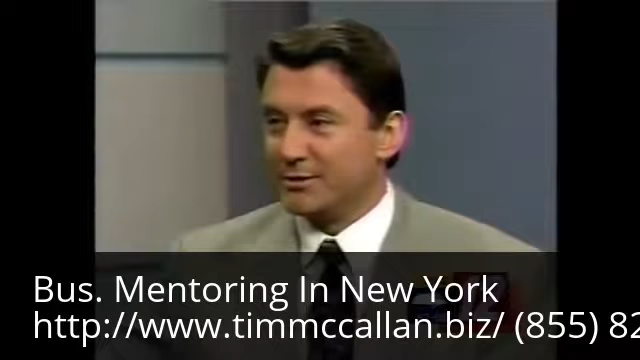 Bus. Mentoring In New York
http://www.timmccallan.biz/ (855) 82